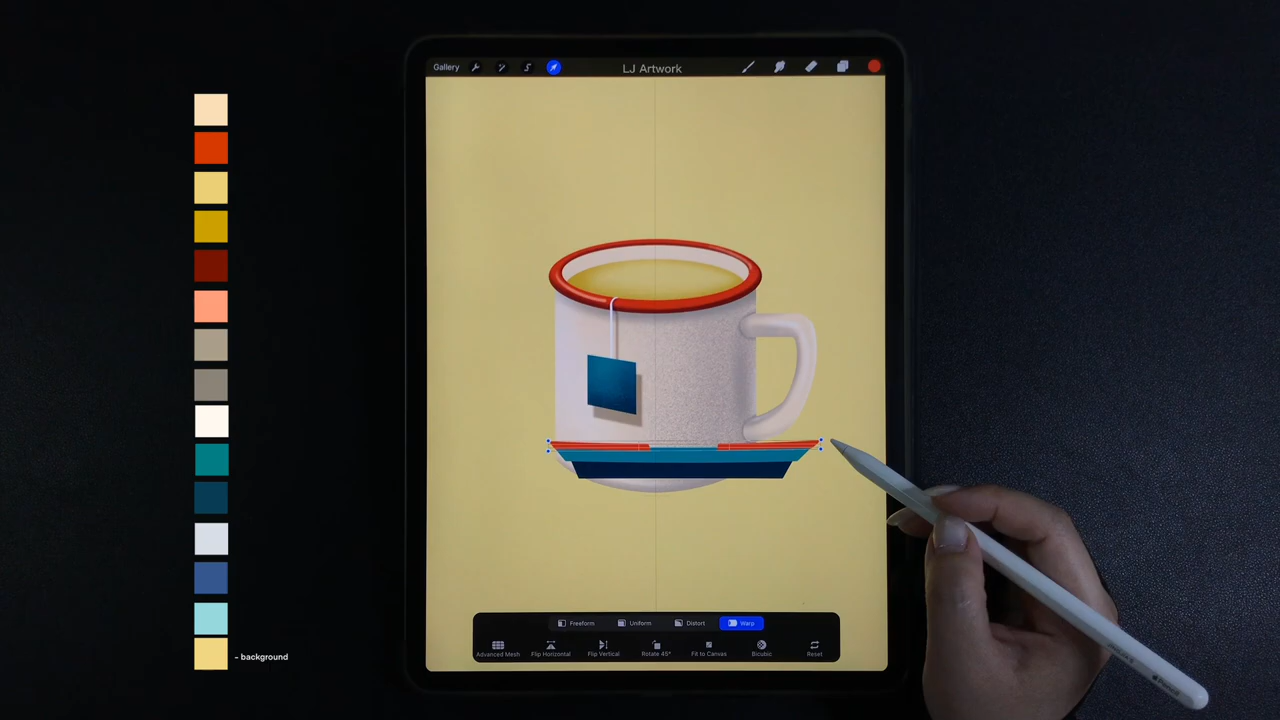 Gallery
LJ Artwork
- background
Freeform
Uniform
Distort
Warp
Advanced Mesh
Flip Horizontal
Flip Vertical
Rotate 45°
Fit to Canvas
Bicubic
Reset
Pencil